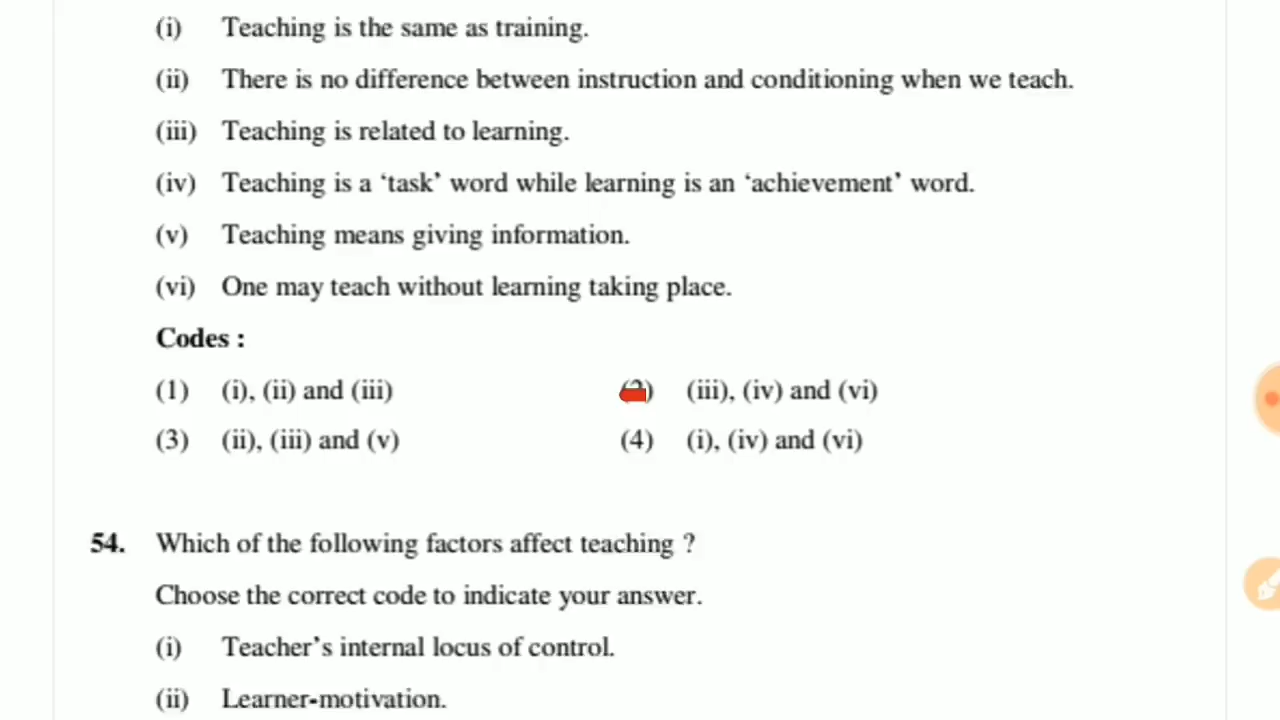 (i) Teaching is the same as training.
(ii) There is no difference between instruction and conditioning when we teach.
(iii) Teaching is related to learning.
(iv) Teaching is a ‘task’ word while learning is an ‘achievement’ word.
(v) Teaching means giving information.
(vi) One may teach without learning taking place.
Codes :
(1) (i), (ii) and (iii) (2) (iii), (iv) and (vi)
(3) (ii), (iii) and (v) (4) (i), (iv) and (vi)
54. Which of the following factors affect teaching ?
Choose the correct code to indicate your answer.
(i) Teacher’s internal locus of control.
(ii) Learner-motivation.